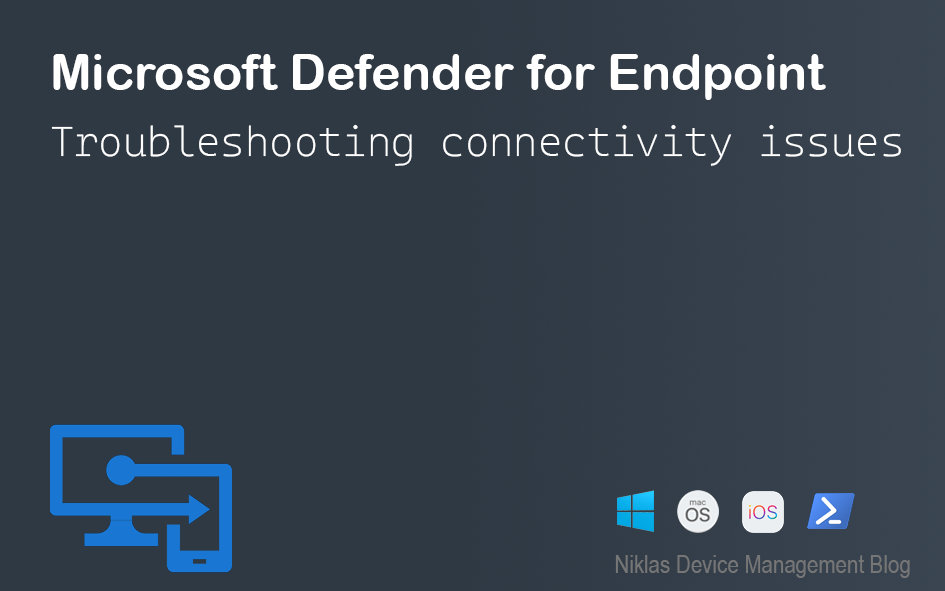 Microsoft Defender for Endpoint
Troubleshooting connectivity issues
mac
OS
iOS
Niklas Device Management Blog